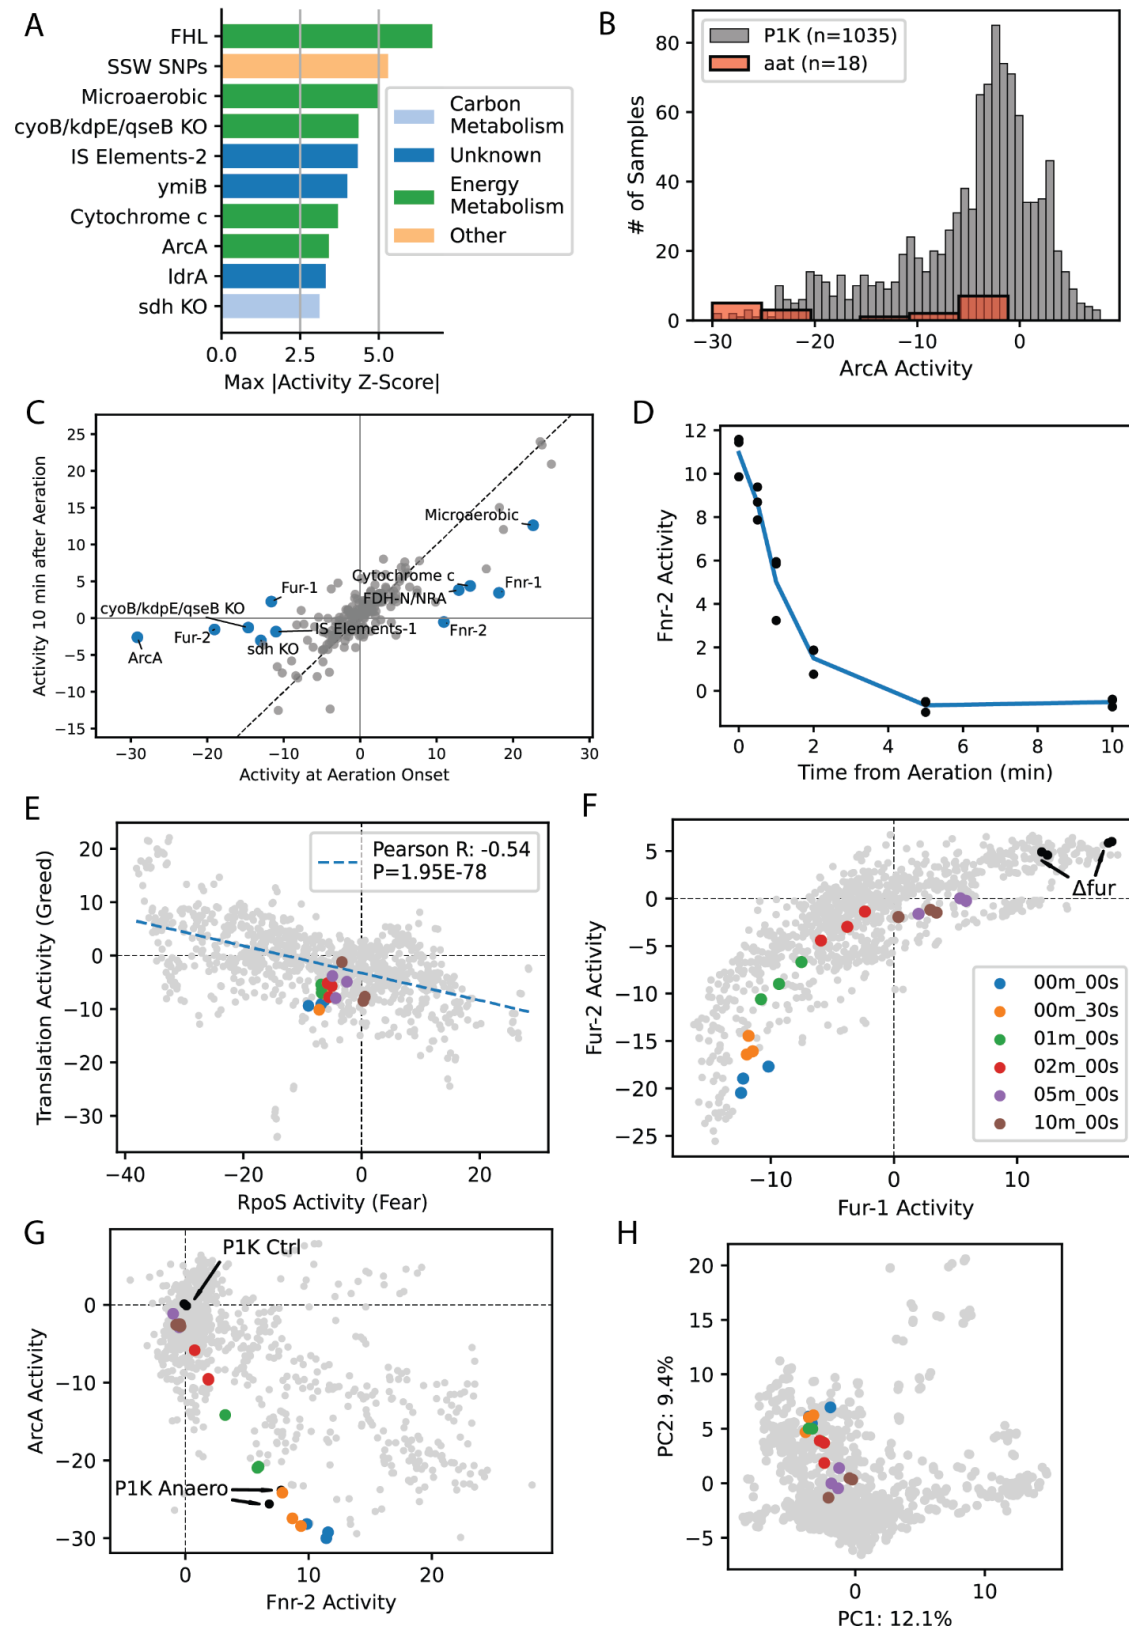 A
FHL
SSW SNPs
Microaerobic
cyoB/kdpE/qseB KO
IS Elements-2
ymiB
Cytochrome c
ArcA
IdrA
sdh KO
Carbon
Metabolism
Unknown
Energy
Metabolism
Other
0.0 2.5 5.0
Max |Activity Z-Score|
B
P1K (n=1035)
aat (n=18)
# of Samples
80
60
40
20
0
−30 −20 −10 0
ArcA Activity
C
Activity 10 min after Aeration
25
20
15
10
5
0
−5
−10
−15
Microaerobic
Cytochrome c
FDH-N/NRA
Fnr-1
Fur-1
cyoB/kdpE/qseB KO
Fur-2
IS Elements-1
Fnr-2
sdh KO
ArcA
−30 −20 −10 0 10 20 30
Activity at Aeration Onset
D
Fnr-2 Activity
12
10
8
6
4
2
0
0 2 4 6 8 10
Time from Aeration (min)
E
Translation Activity (Greed)
20
10
0
−10
−20
−30
Pearson R: -0.54
P=1.95E-78
−40 −20 0 20
RpoS Activity (Fear)
F
Fur-2 Activity
5
0
−5
−10
−15
−20
−25
Δfur
00m_00s
00m_30s
01m_00s
02m_00s
05m_00s
10m_00s
−10 0 10
Fur-1 Activity
G
ArcA Activity
0
−10
−20
−30
P1K Ctrl
P1K Anaero
0 10 20
Fnr-2 Activity
H
PC2: 9.4%
20
15
10
5
0
−5
0 10
PC1: 12.1%